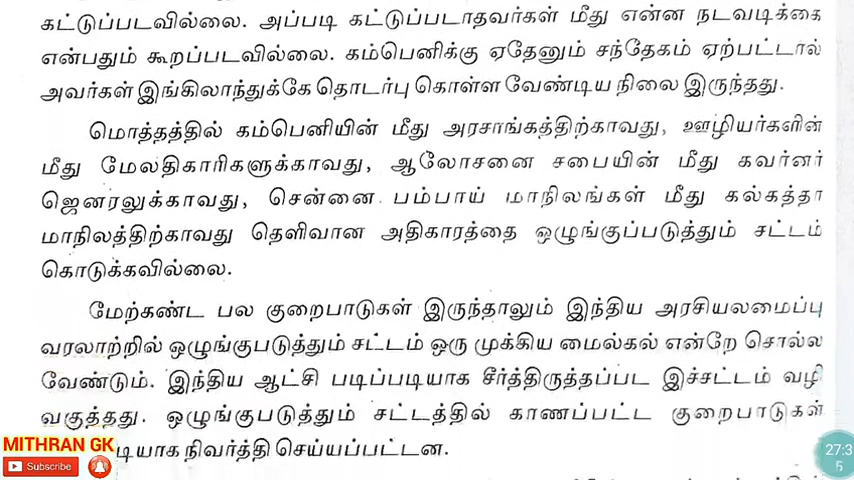 கட்டுப்படவில்லை. அப்படி கட்டுப்படாதவர்கள் மீது என்ன நடவடிக்கை
என்பதும் கூறப்படவில்லை. கம்பெனிக்கு ஏதேனும் சந்தேகம் ஏற்பட்டால்
அவர்கள் இங்கிலாந்துக்கே தொடர்பு கொள்ள வேண்டிய நிலை இருந்தது.
மொத்தத்தில் கம்பெனியின் மீது அரசாங்கத்திற்காவது, ஊழியர்களின்
மீது மேலதிகாரிகளுக்காவது, ஆலோசனை சபையின் மீது கவர்னர்
ஜெனரலுக்காவது, சென்னை பம்பாய் மாநிலங்கள் மீது கல்கத்தா
மாநிலத்திற்காவது தெளிவான அதிகாரத்தை ஒழுங்குப்படுத்தும் சட்டம்
கொடுக்கவில்லை.
மேற்கண்ட பல குறைபாடுகள் இருந்தாலும் இந்திய அரசியலமைப்பு
வரலாற்றில் ஒழுங்குபடுத்தும் சட்டம் ஒரு முக்கிய மைல்கல் என்றே சொல்ல
வேண்டும். இந்திய ஆட்சி படிப்படியாக சீர்த்திருத்தப்பட இச்சட்டம் வழி
வகுத்தது. ஒழுங்குபடுத்தும் சட்டத்தில் காணப்பட்ட குறைபாடுகள்
MITHRAN GK
டியாக நிவர்த்தி செய்யப்பட்டன.
Subscribe
27:3
5